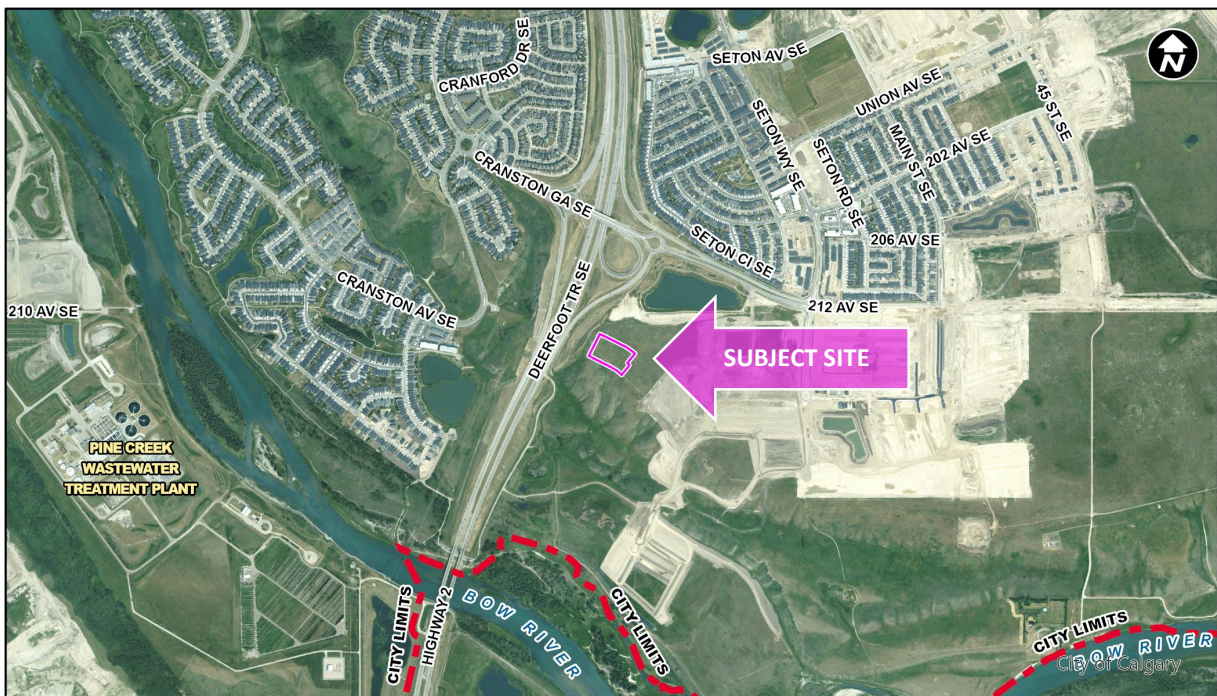 CRANFORD DR SE
SETON AV SE
N
UNION AV SE
45 ST SE
MAIN ST SE
202 AV SE
SETON WY SE
SETON RD SE
CRANSTON GA SE
206 AV SE
SETON CI SE
CRANSTON AV SE
210 AV SE
212 AV SE
DEERFOOT TR SE
SUBJECT SITE
PINE CREEK
WASTEWATER
TREATMENT PLANT
CITY LIMITS
HIGHWAY 2
BOW RIVER
CITY LIMITS
CITY LIMITS
BOW RIVER
City of Calgary